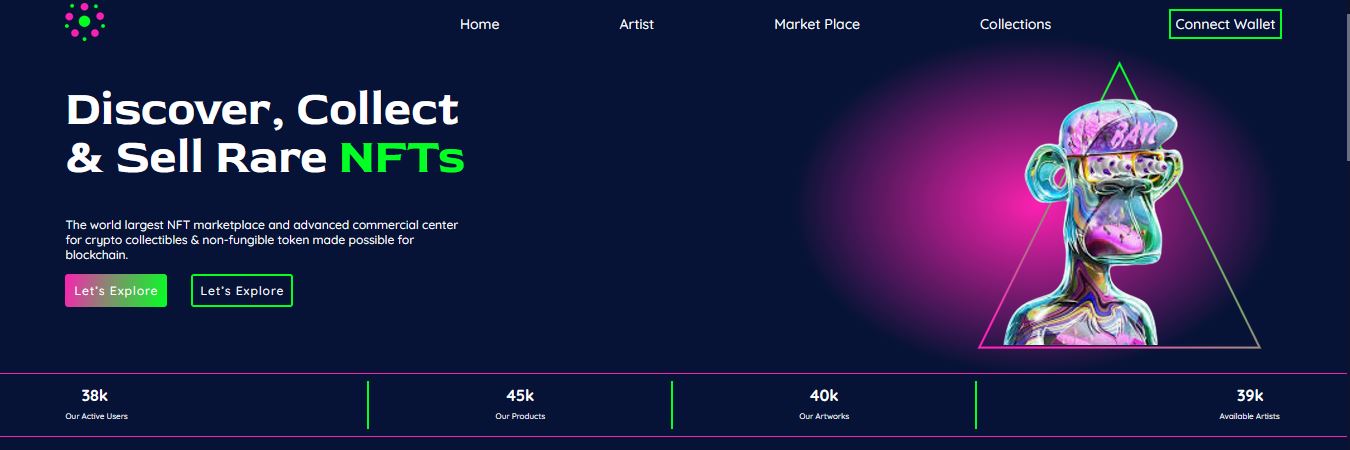 Home Artist Market Place Collections Connect Wallet
Discover, Collect
& Sell Rare NFTs
The world largest NFT marketplace and advanced commercial center
for crypto collectibles & non-fungible token made possible for
blockchain.
Let's Explore Let's Explore
BAYC
38k 45k 40k 39k
Our Active Users Our Products Our Artworks Available Artists